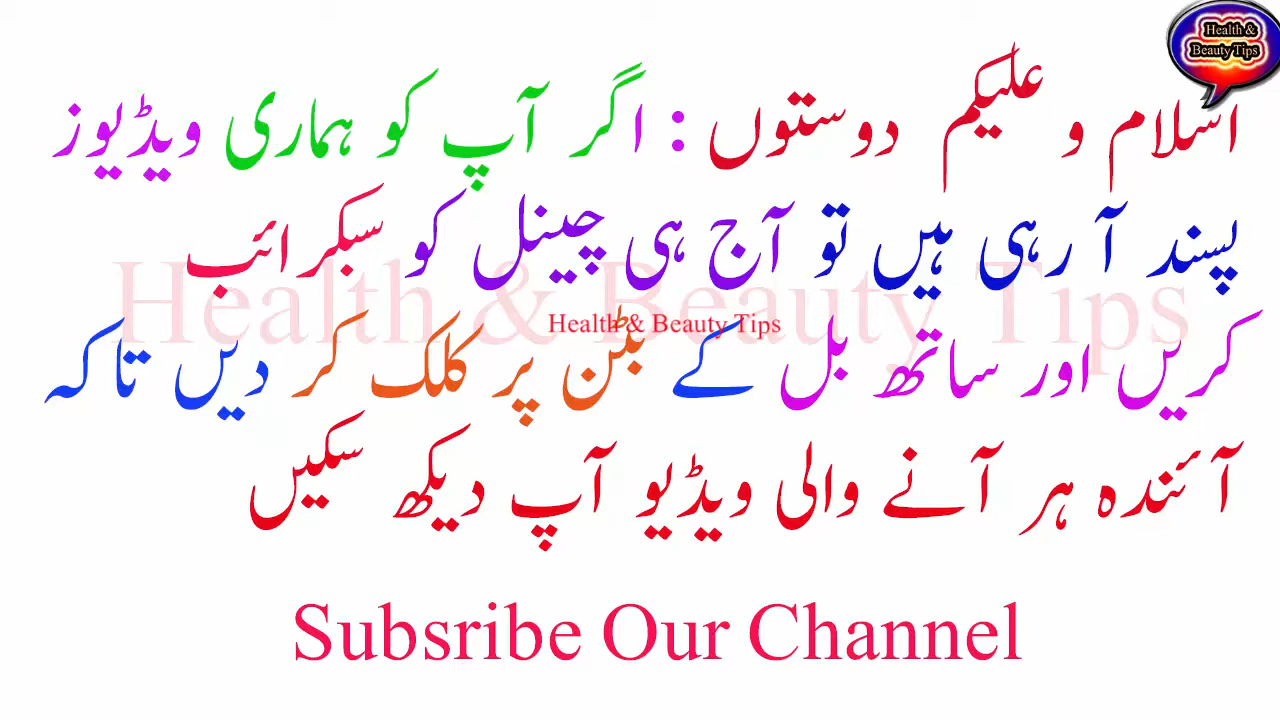 Health &
Beauty Tips
اسلام و علیکم دوستوں : اگر آپ کو ہماری ویڈیوز
پسند آ رہی ہیں تو آج ہی چینل کو سبکرائب
Health & Beauty Tips
Health & Beauty Tips
کریں اور ساتھ بل کے بٹن پر کلک کر دیں تاکہ
آئندہ ہر آنے والی ویڈیو آپ دیکھ سکیں
Subsribe Our Channel